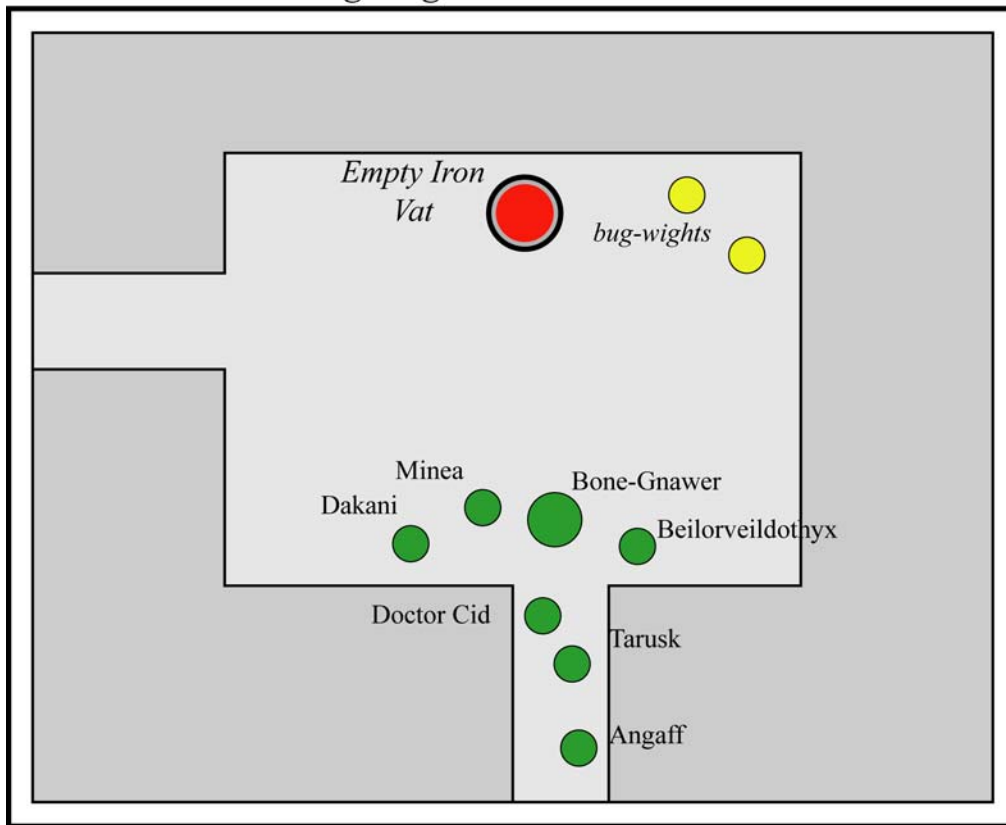 Empty Iron
Vat
bug-wights
Minea
Bone-Gnawer
Dakani
Beilorveildothyx
Doctor Cid
Tarusk
Angaff